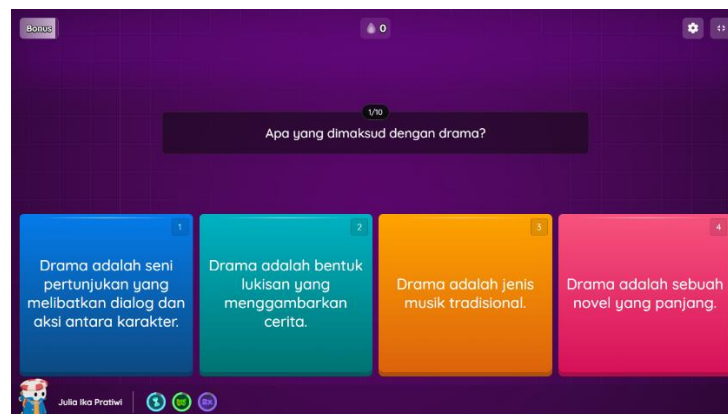 Bonus
0
1/10
Apa yang dimaksud dengan drama?
1
Drama adalah seni
pertunjukan yang
melibatkan dialog dan
aksi antara karakter.
2
Drama adalah bentuk
lukisan yang
menggambarkan
cerita.
3
Drama adalah jenis
musik tradisional.
4
Drama adalah sebuah
novel yang panjang.
Julia Ika Pratiwi
2X